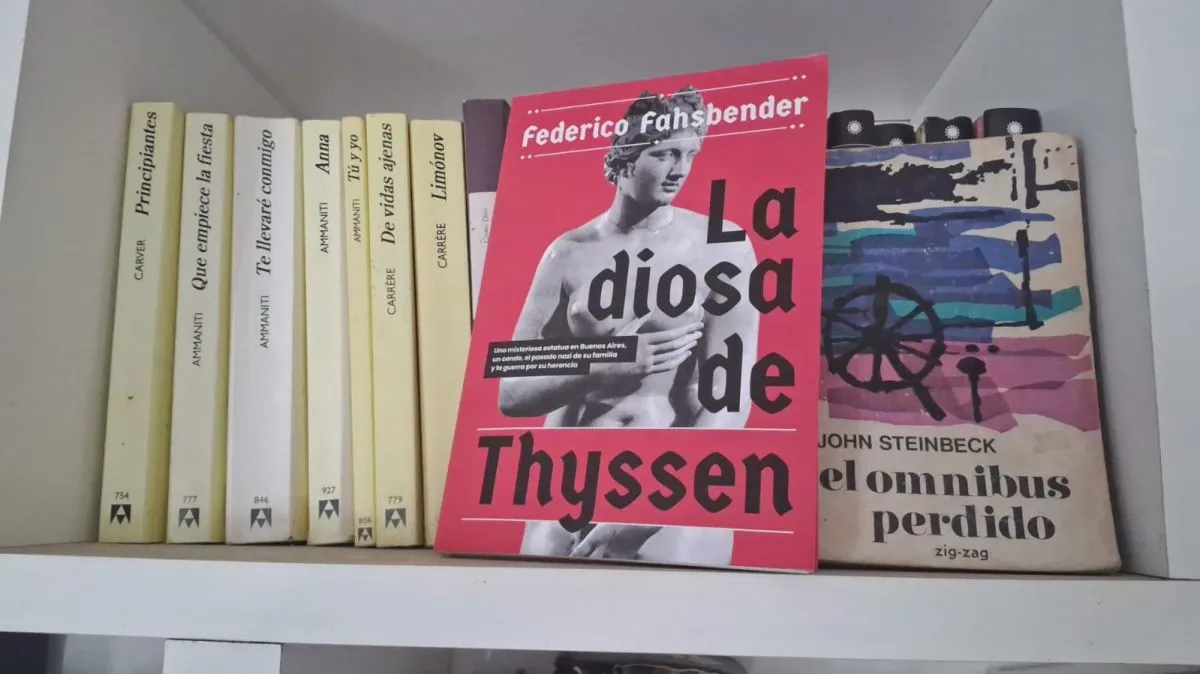 CARVER Principiantes
754
AMMANITI Que empiece la fiesta
777
AMMANITI Te llevaré conmigo
846
AMMANITI Anna
927
AMMANITI Tú y yo
806
CARRÈRE De vidas ajenas
779
CARRÈRE Limónov
Federico Fahsbender
La
diosa
de
Thyssen
Una misteriosa estatua en Buenos Aires,
un conde, el pasado nazi de su familia
y la guerra por su herencia
JOHN STEINBECK
el omnibus
perdido
zig-zag